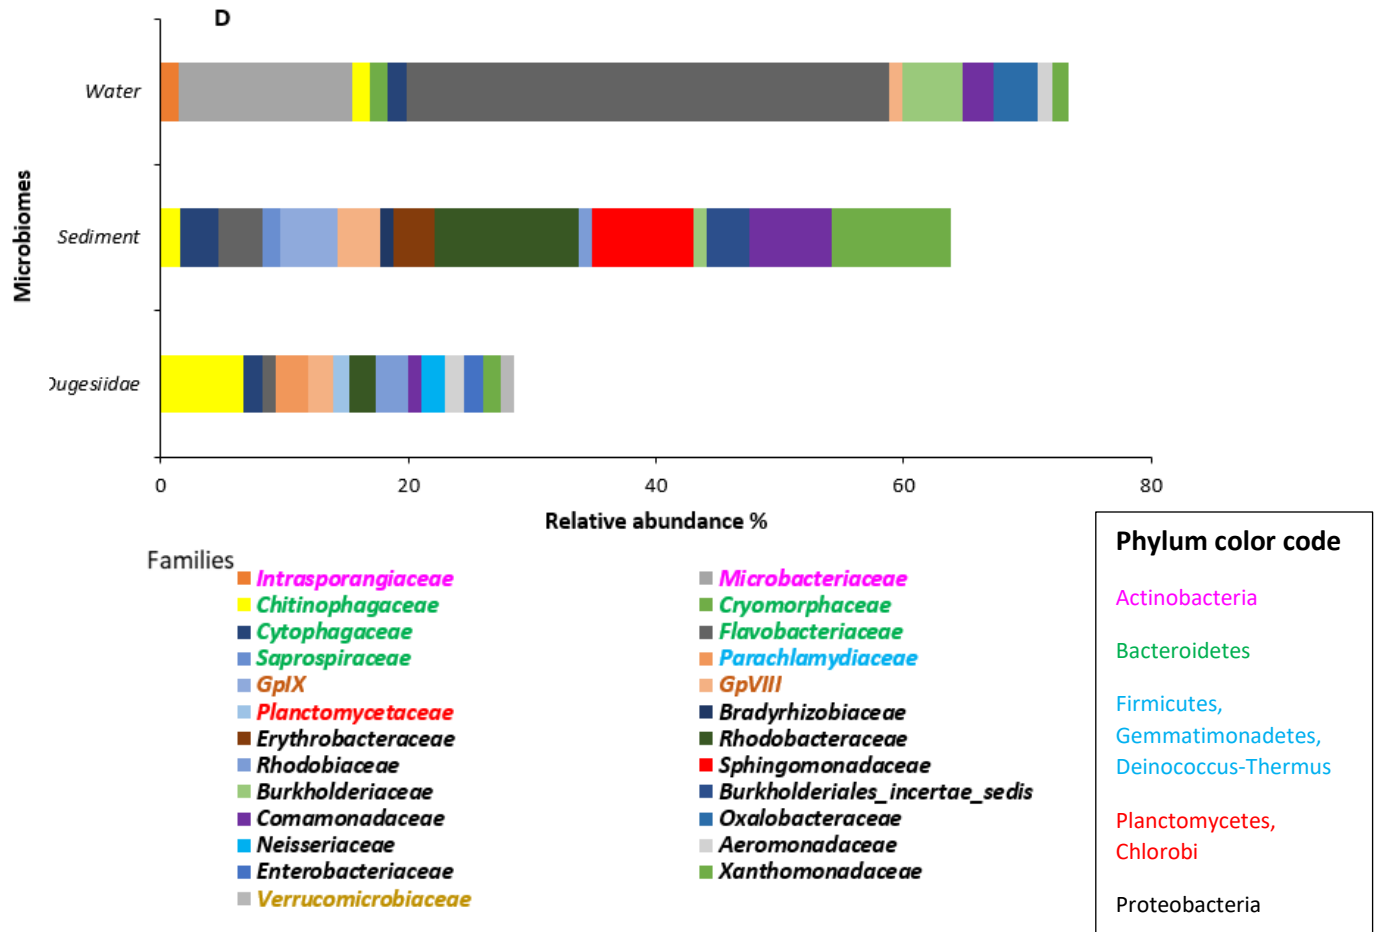 D
Microbiomes
Water
Sediment
Dugesiidae
0 20 40 60 80
Relative abundance %
Families
Intrasporangiaceae Microbacteriaceae
Chitinophagaceae Cryomorphaceae
Cytophagaceae Flavobacteriaceae
Saprospiraceae Parachlamydiaceae
GpIX GpVIII
Planctomycetaceae Bradyrhizobiaceae
Erythrobacteraceae Rhodobacteraceae
Rhodobiaceae Sphingomonadaceae
Burkholderiaceae Burkholderiales_incertae_sedis
Comamonadaceae Oxalobacteraceae
Neisseriaceae Aeromonadaceae
Enterobacteriaceae Xanthomonadaceae
Verrucomicrobiaceae
Phylum color code
Actinobacteria
Bacteroidetes
Firmicutes,
Gemmatimonadetes,
Deinococcus-Thermus
Planctomycetes,
Chlorobi
Proteobacteria